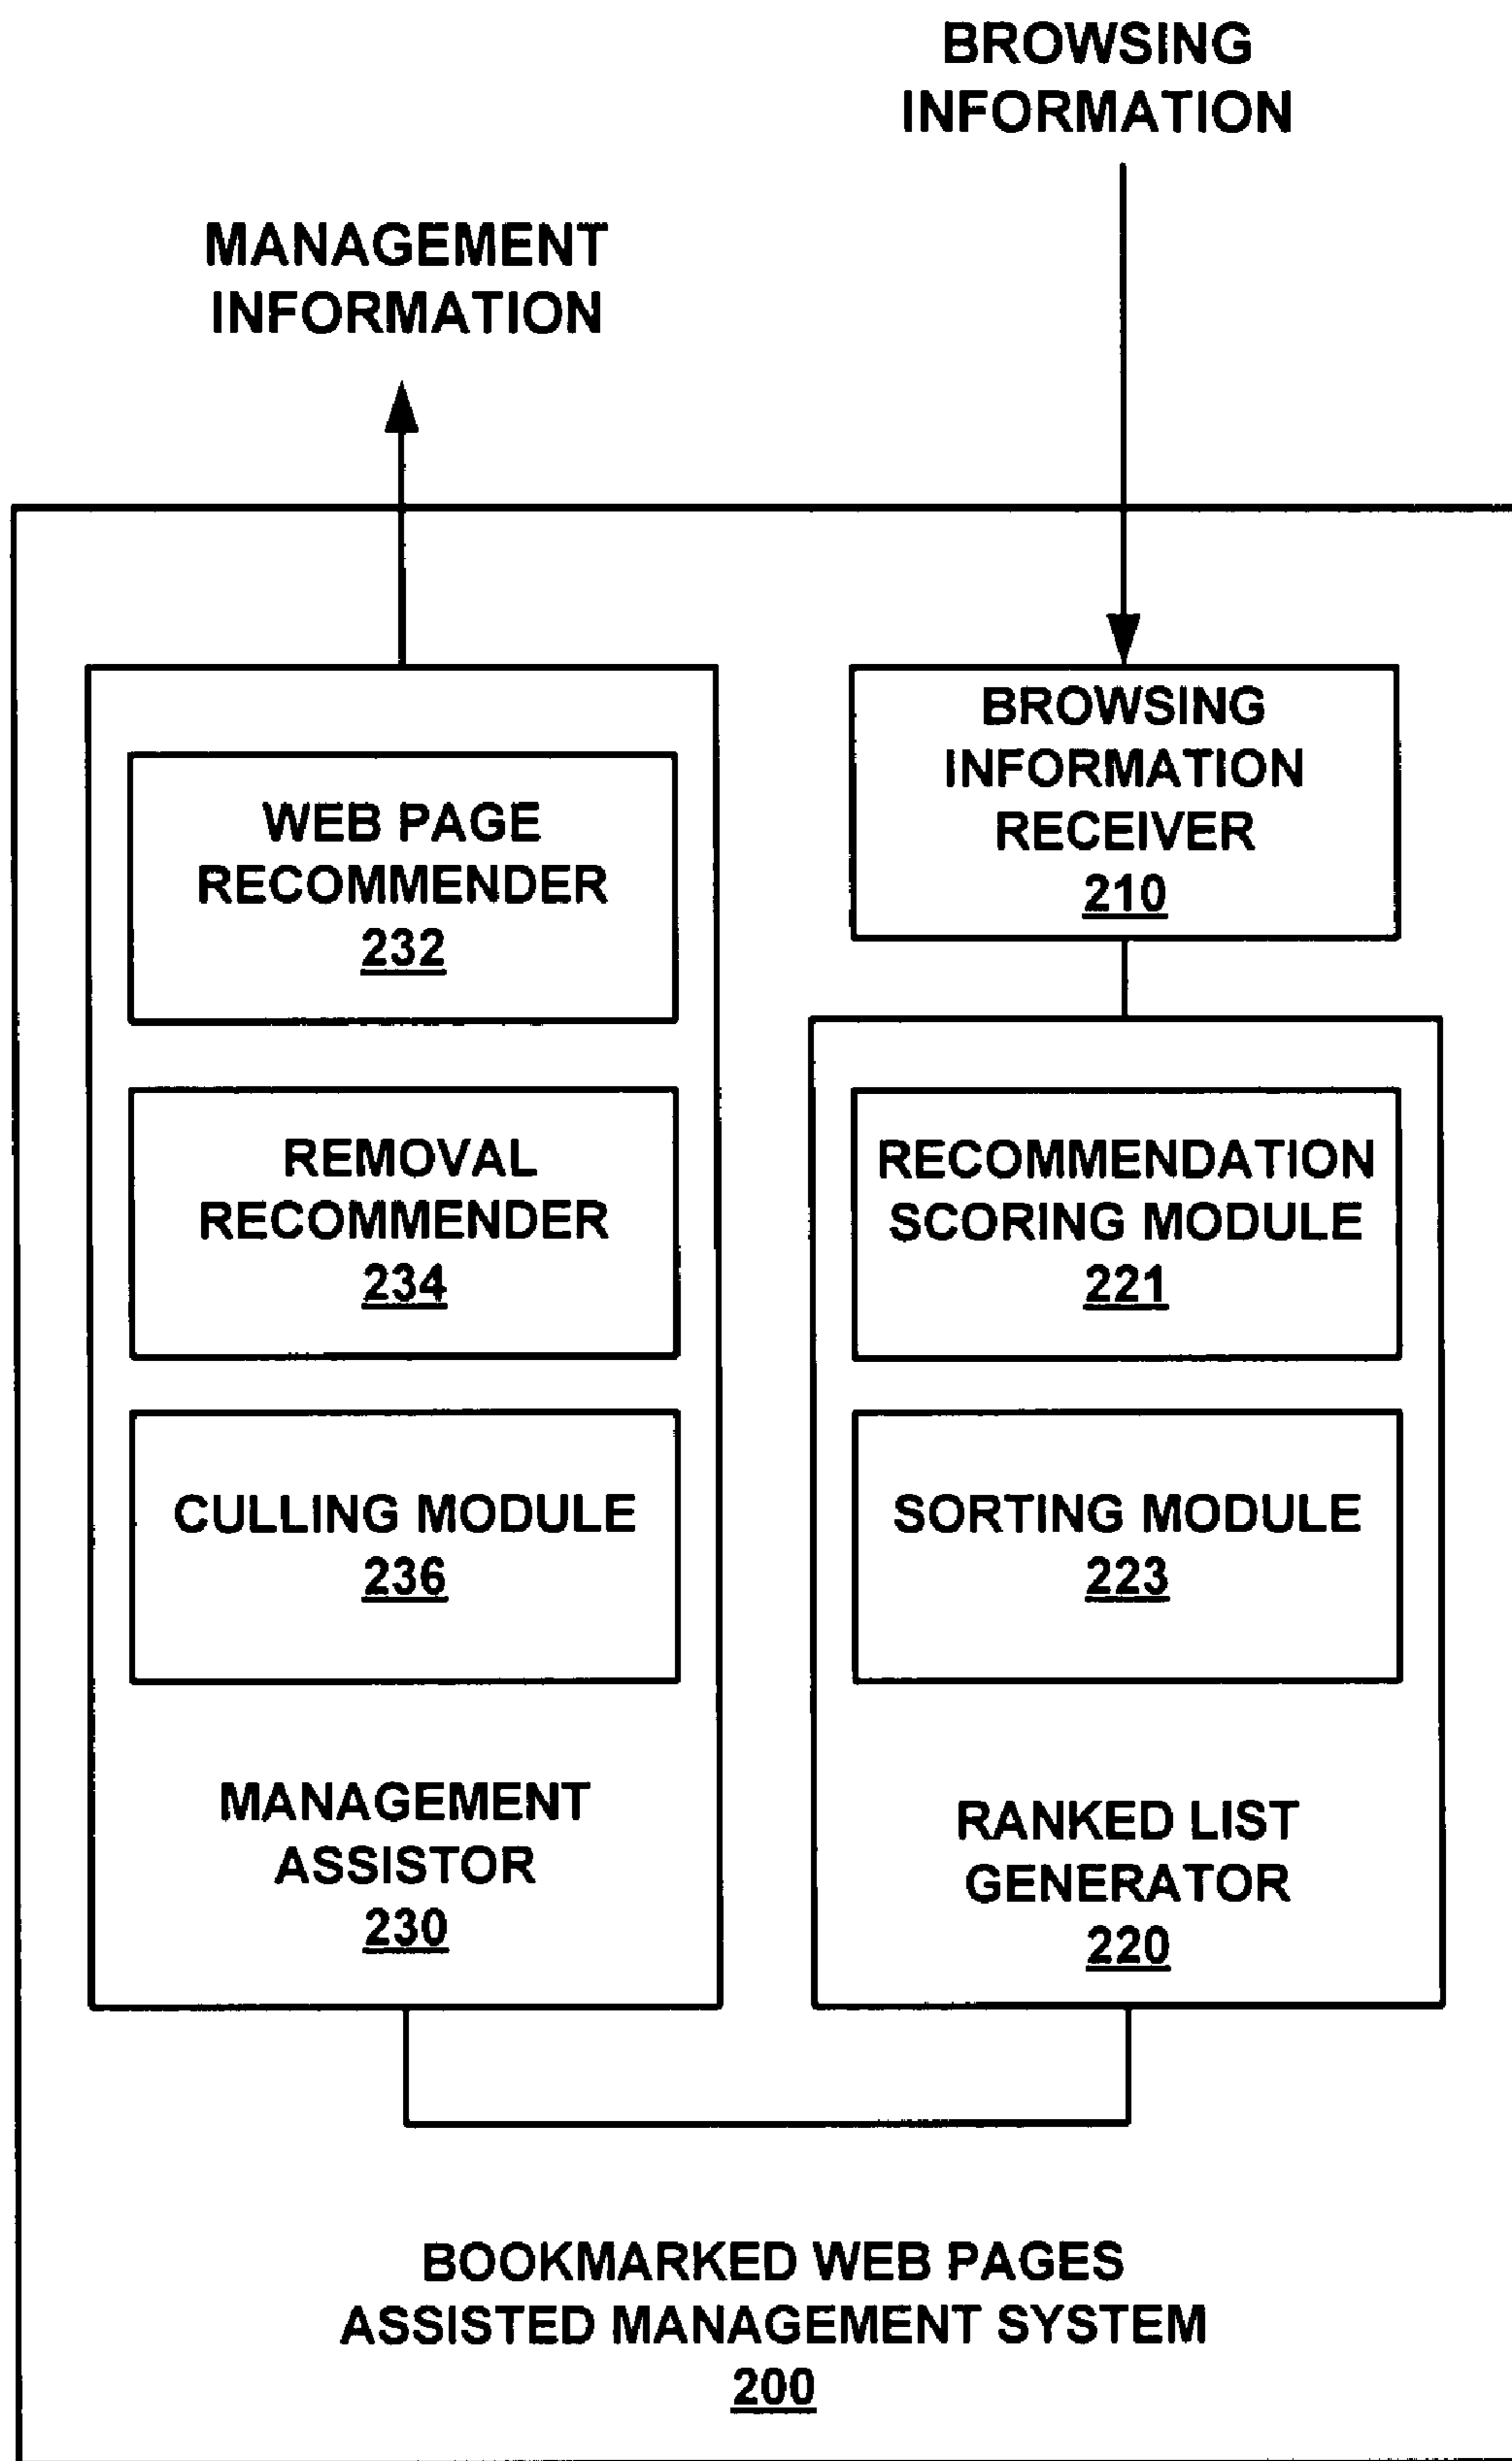 BROWSING
INFORMATION
MANAGEMENT
INFORMATION
WEB PAGE
RECOMMENDER
232
REMOVAL
RECOMMENDER
234
CULLING MODULE
236
MANAGEMENT
ASSISTOR
230
BROWSING
INFORMATION
RECEIVER
210
RECOMMENDATION
SCORING MODULE
221
SORTING MODULE
223
RANKED LIST
GENERATOR
220
BOOKMARKED WEB PAGES
ASSISTED MANAGEMENT SYSTEM
200